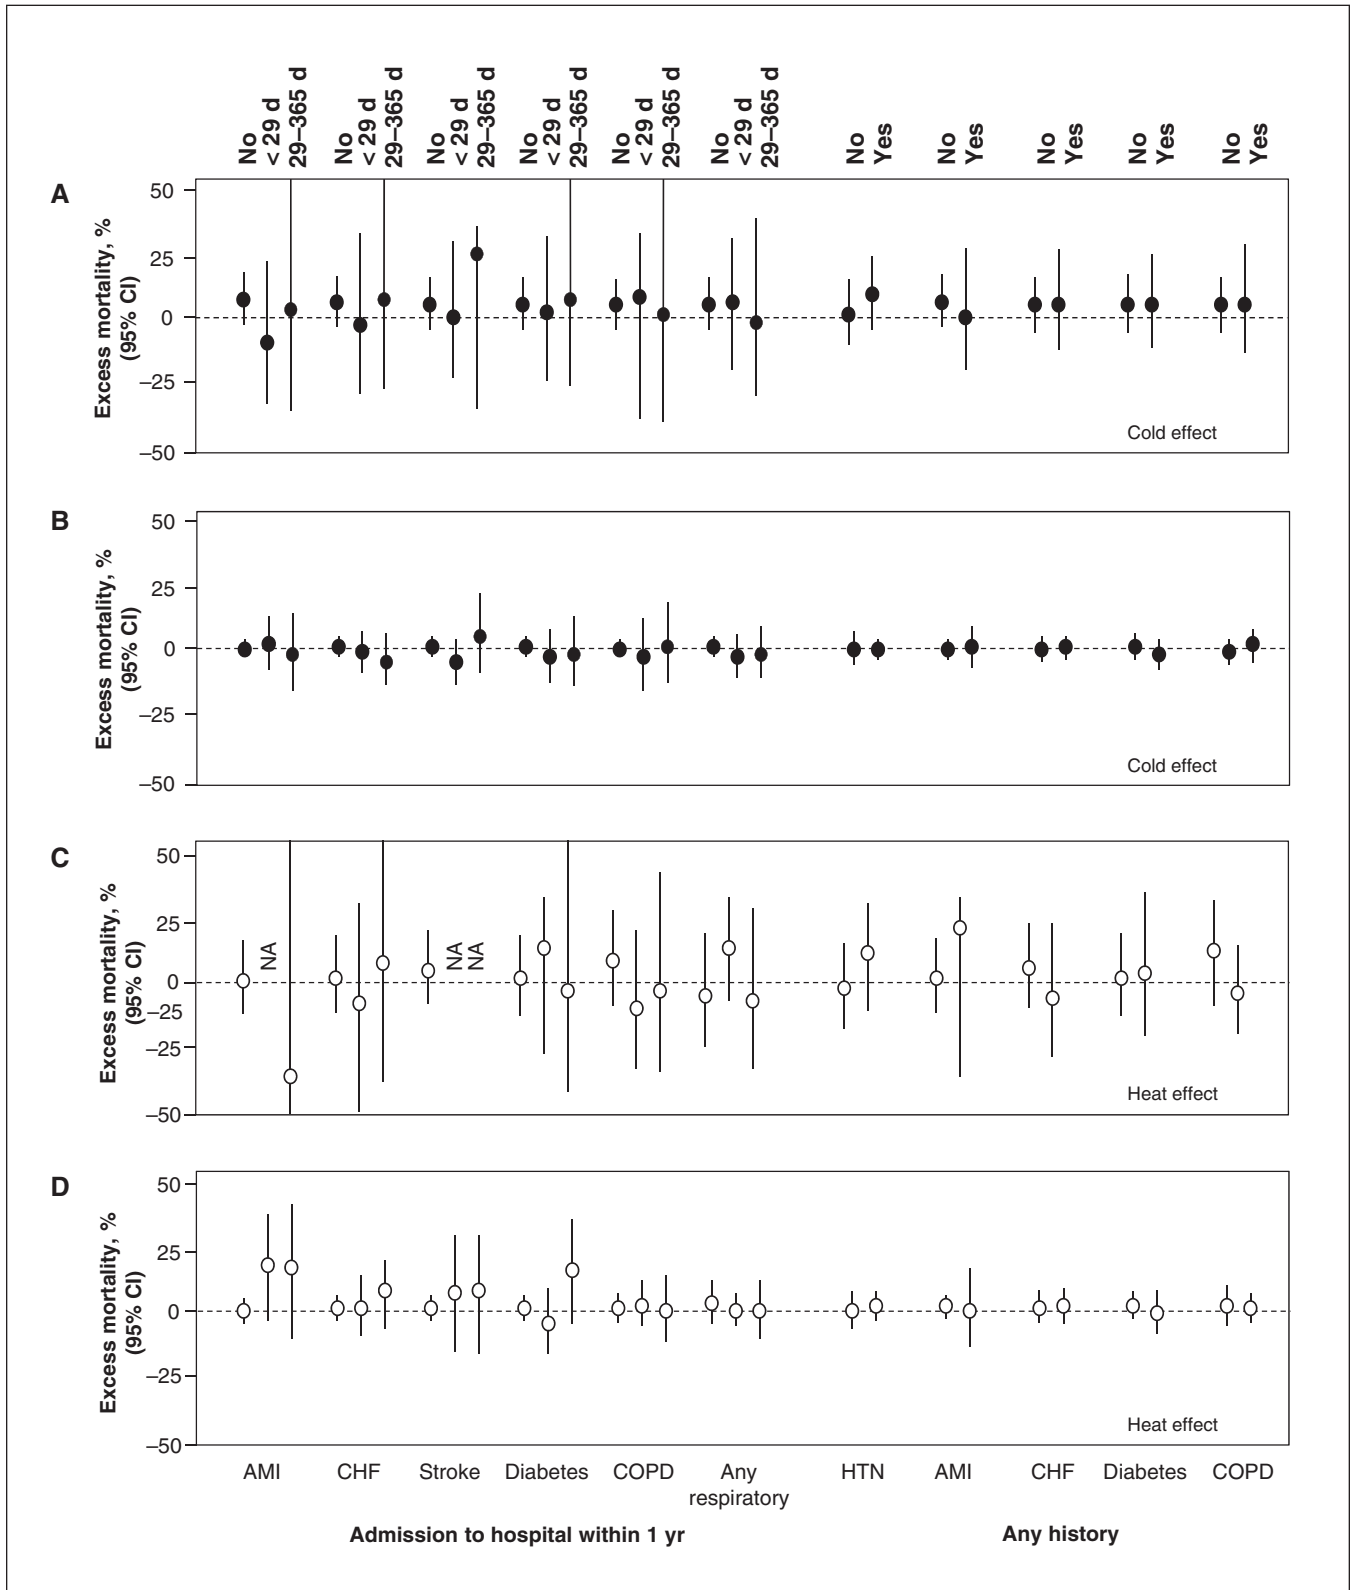 No
< 29 d
29–365 d
No
< 29 d
29–365 d
No
< 29 d
29–365 d
No
< 29 d
29–365 d
No
< 29 d
29–365 d
No
< 29 d
29–365 d
No
Yes
No
Yes
No
Yes
No
Yes
No
Yes
A
Excess mortality, %
(95% CI)
50
25
0
–25
–50
Cold effect
B
Excess mortality, %
(95% CI)
50
25
0
–25
–50
Cold effect
C
Excess mortality, %
(95% CI)
50
25
0
–25
–25
–50
NA
NA
NA
Heat effect
D
Excess mortality, %
(95% CI)
50
25
0
–25
–50
Heat effect
AMI CHF Stroke Diabetes COPD Any HTN AMI CHF Diabetes COPD
respiratory
Admission to hospital within 1 yr Any history